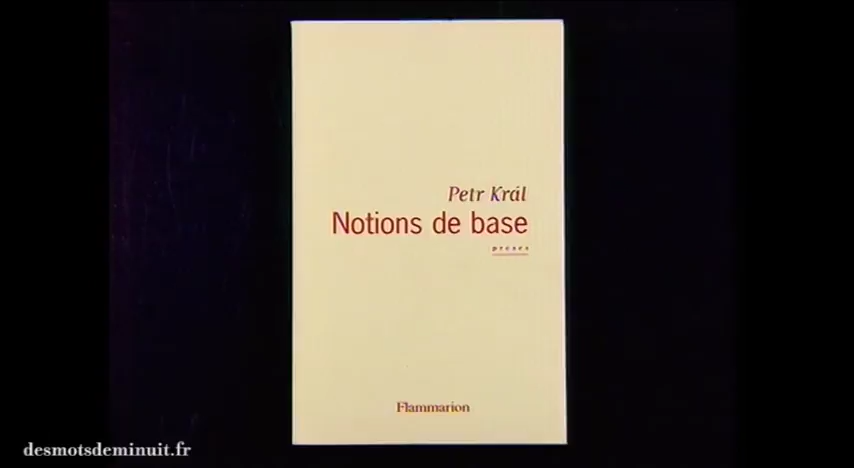 Petr Král
Notions de base
proses
Flammarion
desmotsdeminuit.fr